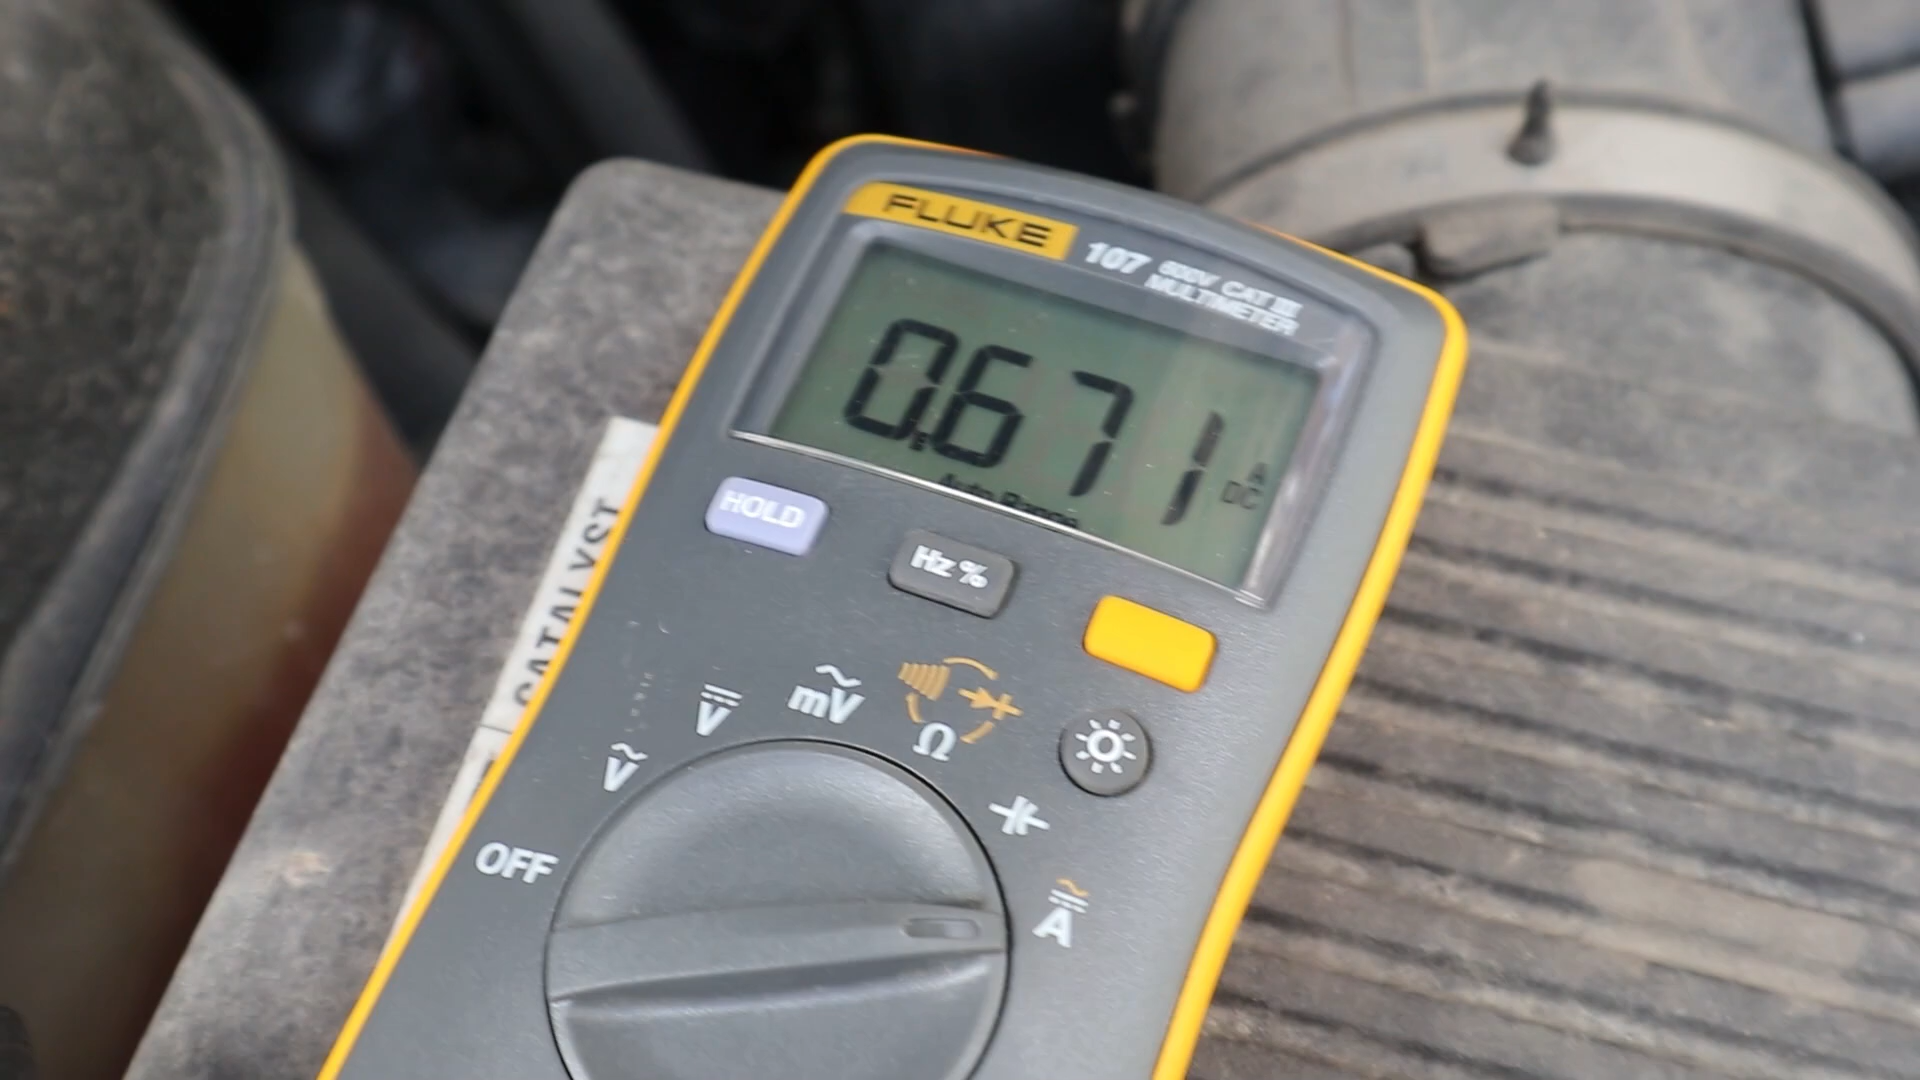 FLUKE
107 600V CAT III
MULTIMETER
0.671
A
DC
Auto Range
HOLD
Hz %
CATALYST
V
V
mV
Ω
OFF
A